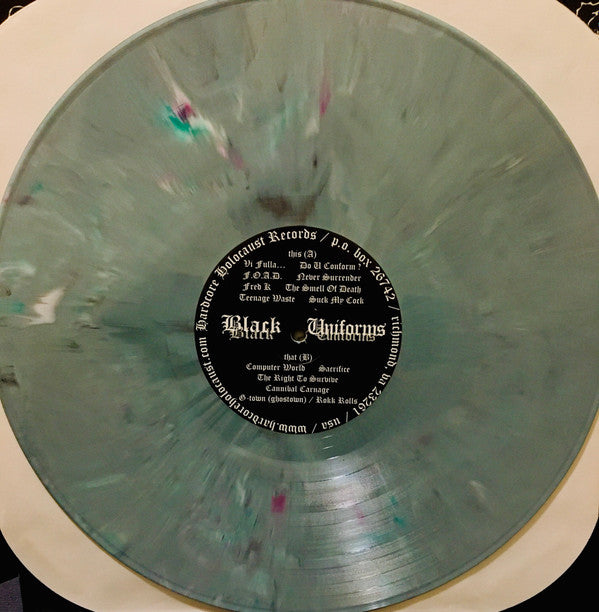 Hardcore Holocaust Records / p.o. box 26742 / richmond, va 23261 / usa / www.hardcoreholocaust.com
this (A)
Vi Fulla... Do U Conform ?
F.O.A.D. Never Surrender
Fred K The Smell Of Death
Teenage Waste Suck My Cock
Black Uniforms
Black Uniforms
that (B)
Computer World Sacrifice
The Right To Survive
Cannibal Carnage
G-town (ghostown) / Rokk Rolls